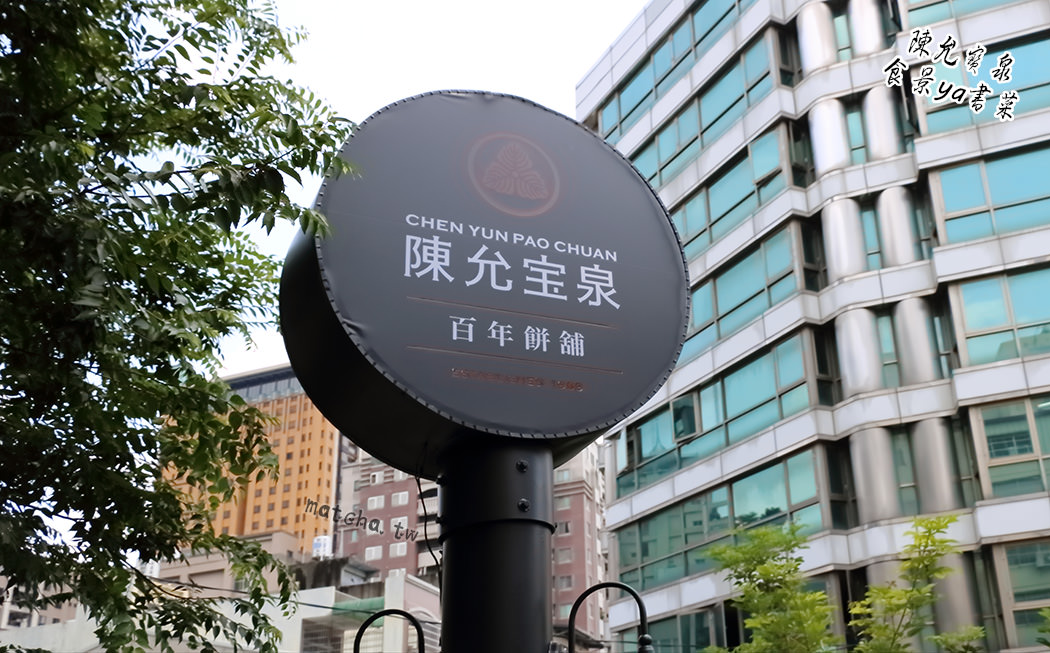 陳允寶泉
食景ya書菜
CHEN YUN PAO CHUAN
陳允宝泉
百年餅舖
ESTABLISHED 1908
matcha.tw